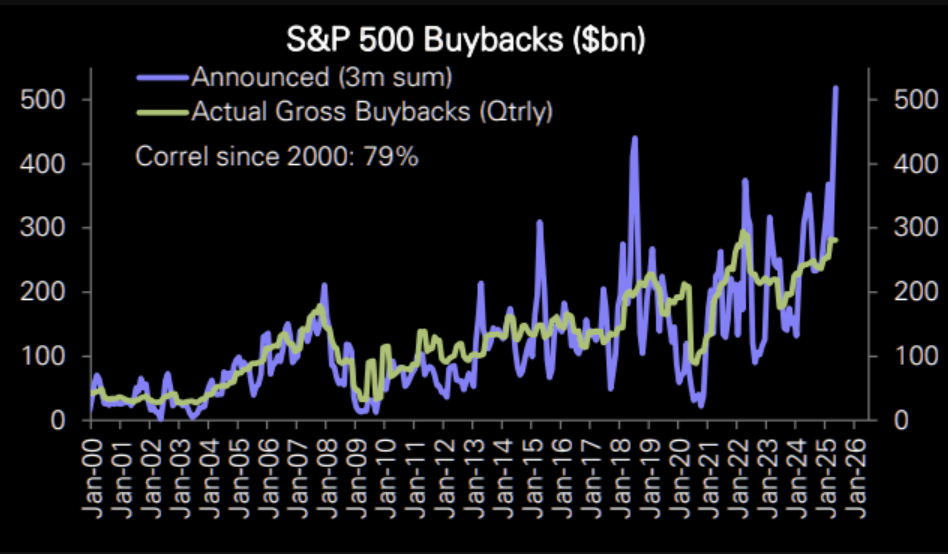 S&P 500 Buybacks ($bn)
Announced (3m sum)
Actual Gross Buybacks (Qtrly)
Correl since 2000: 79%
500
400
300
200
100
0
500
400
300
200
100
0
Jan-00
Jan-01
Jan-02
Jan-03
Jan-04
Jan-05
Jan-06
Jan-07
Jan-08
Jan-09
Jan-10
Jan-11
Jan-12
Jan-13
Jan-14
Jan-15
Jan-16
Jan-17
Jan-18
Jan-19
Jan-20
Jan-21
Jan-22
Jan-23
Jan-24
Jan-25
Jan-26